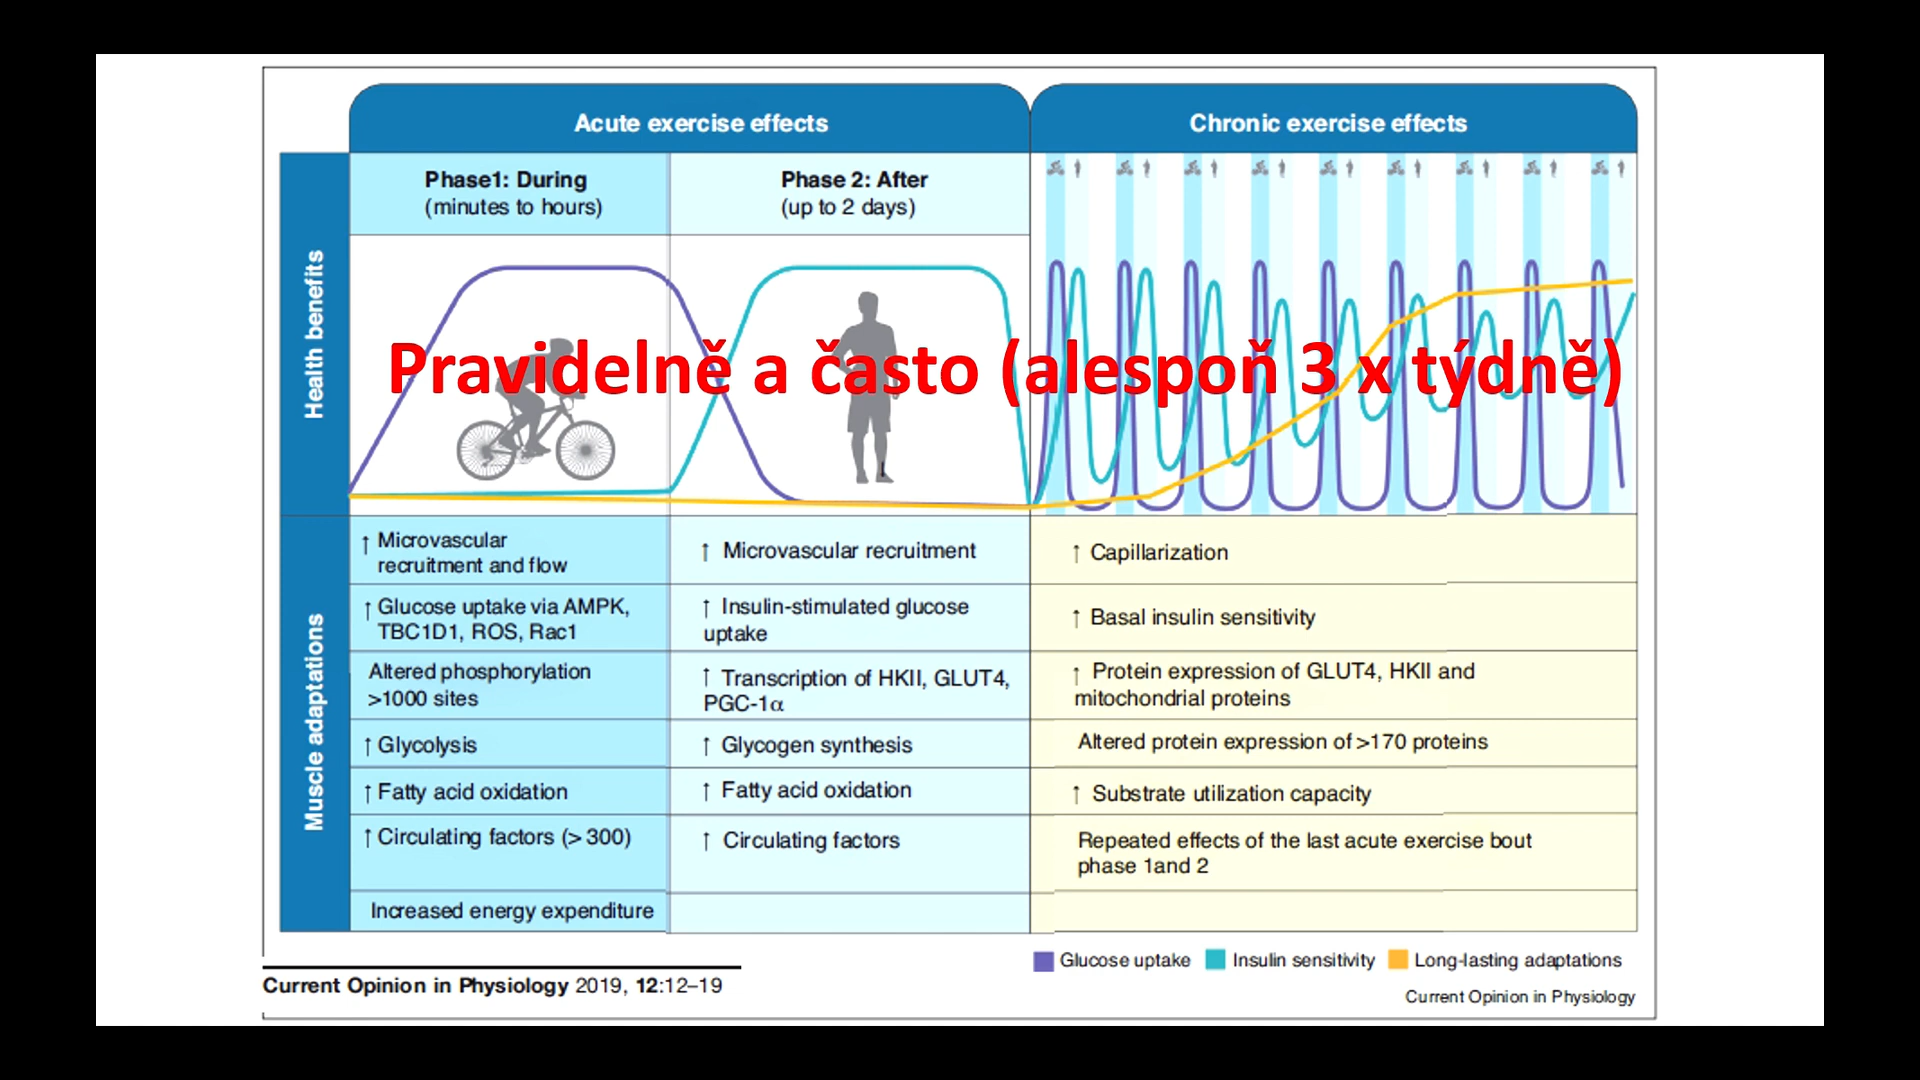 Acute exercise effects
Chronic exercise effects
Phase1: During
(minutes to hours)
Phase 2: After
(up to 2 days)
Health benefits
Pravidelně a často (alespoň 3 x týdně)
Muscle adaptations
↑ Microvascular
recruitment and flow
↑ Microvascular recruitment
↑ Capillarization
↑ Glucose uptake via AMPK,
TBC1D1, ROS, Rac1
↑ Insulin-stimulated glucose
uptake
↑ Basal insulin sensitivity
Altered phosphorylation
>1000 sites
↑ Transcription of HKII, GLUT4,
PGC-1α
↑ Protein expression of GLUT4, HKII and
mitochondrial proteins
↑ Glycolysis
↑ Glycogen synthesis
Altered protein expression of >170 proteins
↑ Fatty acid oxidation
↑ Fatty acid oxidation
↑ Substrate utilization capacity
↑ Circulating factors (> 300)
↑ Circulating factors
Repeated effects of the last acute exercise bout
phase 1and 2
Increased energy expenditure
Glucose uptake
Insulin sensitivity
Long-lasting adaptations
Current Opinion in Physiology 2019, 12:12–19
Current Opinion in Physiology